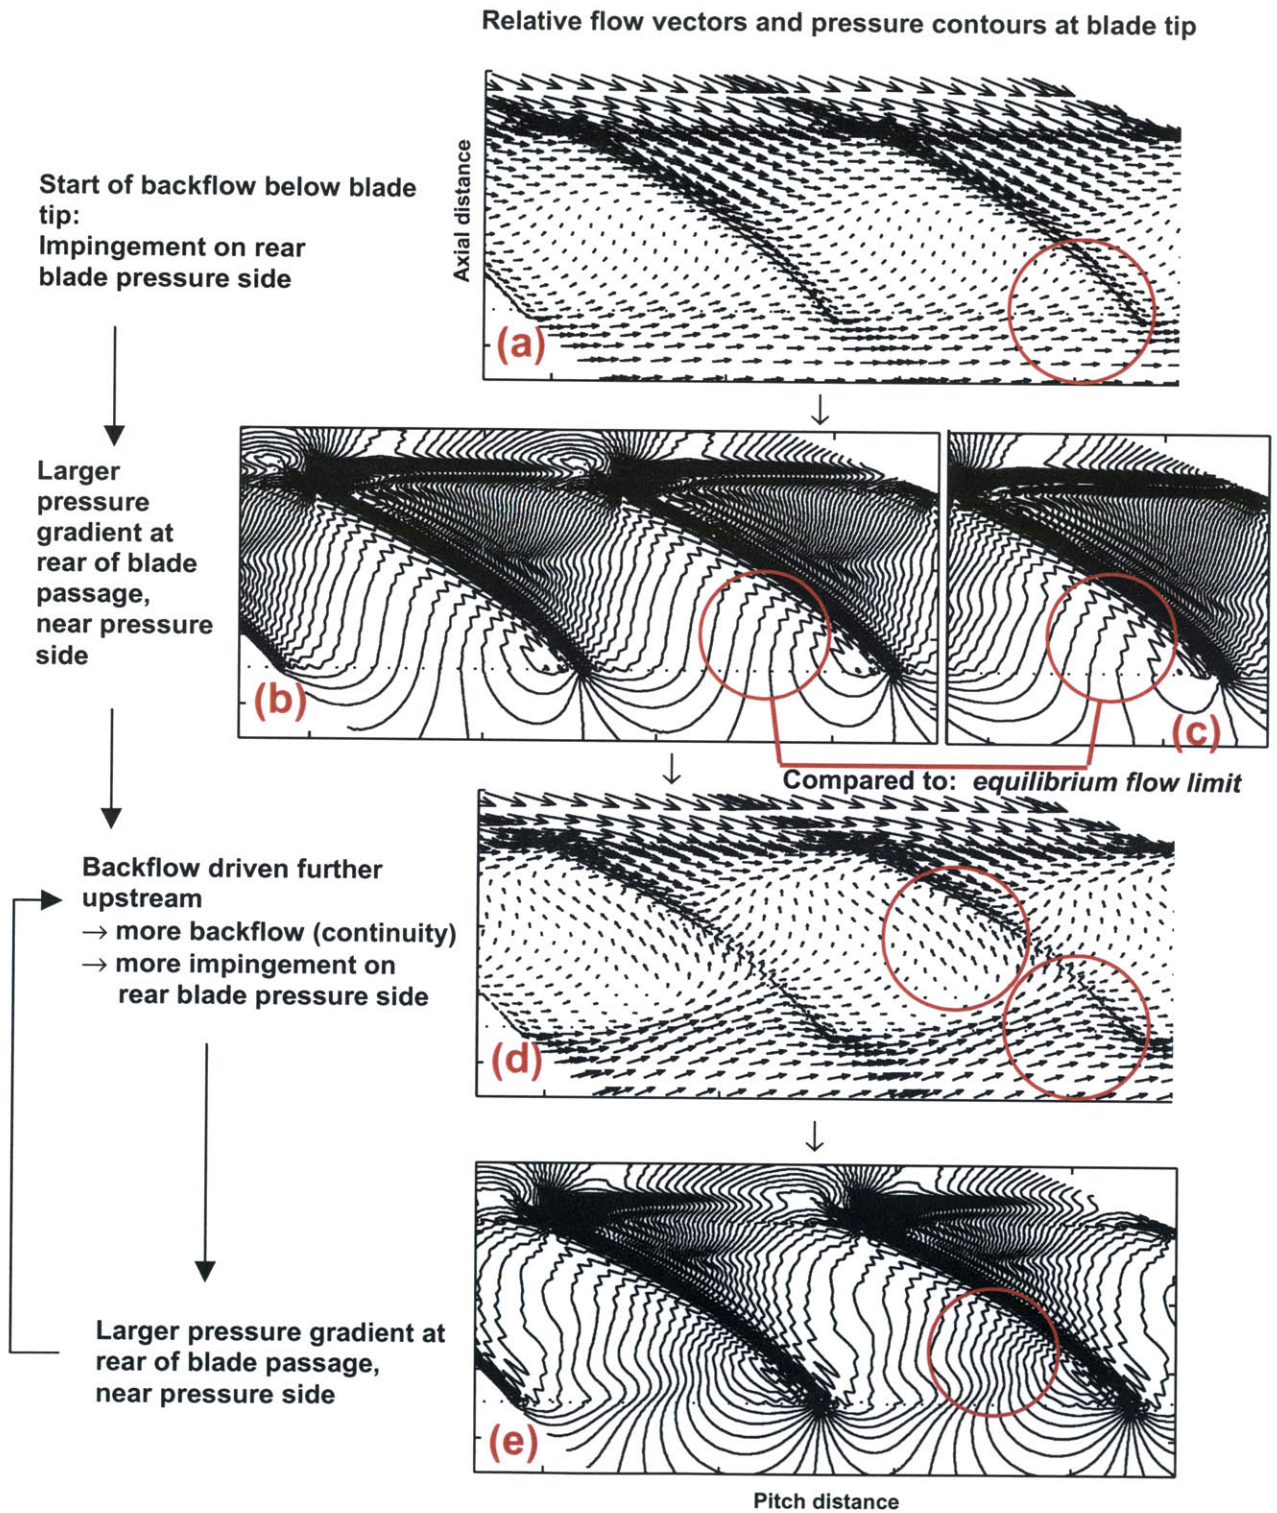 Relative flow vectors and pressure contours at blade tip
Axial distance
Start of backflow below blade
tip:
Impingement on rear
blade pressure side
(a)
Larger
pressure
gradient at
rear of blade
passage,
near pressure
side
(b)
(c)
Compared to: equilibrium flow limit
Backflow driven further
upstream
→ more backflow (continuity)
→ more impingement on
rear blade pressure side
(d)
Larger pressure gradient at
rear of blade passage,
near pressure side
(e)
Pitch distance